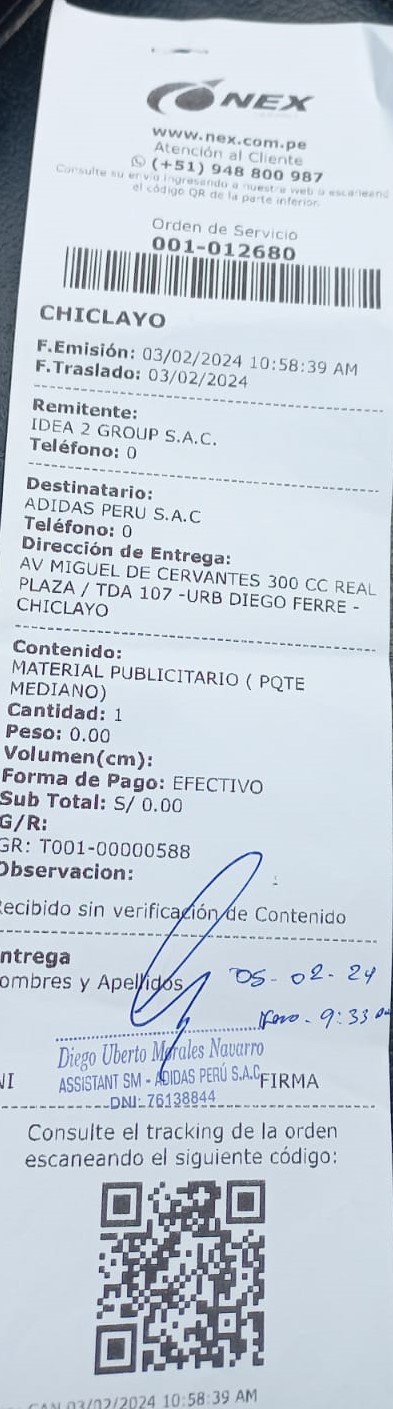 NEX
www.nex.com.pe
Atención al Cliente
(+51) 948 800 987
Consulte su envío ingresando a nuestra web o escaneando
el código QR de la parte inferior.
Orden de Servicio
001-012680
CHICLAYO
F.Emisión: 03/02/2024 10:58:39 AM
F.Traslado: 03/02/2024
Remitente:
IDEA 2 GROUP S.A.C.
Teléfono: 0
Destinatario:
ADIDAS PERU S.A.C
Teléfono: 0
Dirección de Entrega:
AV MIGUEL DE CERVANTES 300 CC REAL
PLAZA / TDA 107 -URB DIEGO FERRE -
CHICLAYO
Contenido:
MATERIAL PUBLICITARIO ( PQTE
MEDIANO)
Cantidad: 1
Peso: 0.00
Volumen(cm):
Forma de Pago: EFECTIVO
Sub Total: S/ 0.00
G/R:
GR: T001-00000588
Observacion:
Recibido sin verificación de Contenido
ntrega
ombres y Apellidos
05-02-24
9:33
Diego Uberto Morales Navarro
ASSISTANT SM - ADIDAS PERÚ S.A.C.
NI FIRMA
DNI: 76138844
Consulte el tracking de la orden
escaneando el siguiente código:
CAN 03/02/2024 10:58:39 AM